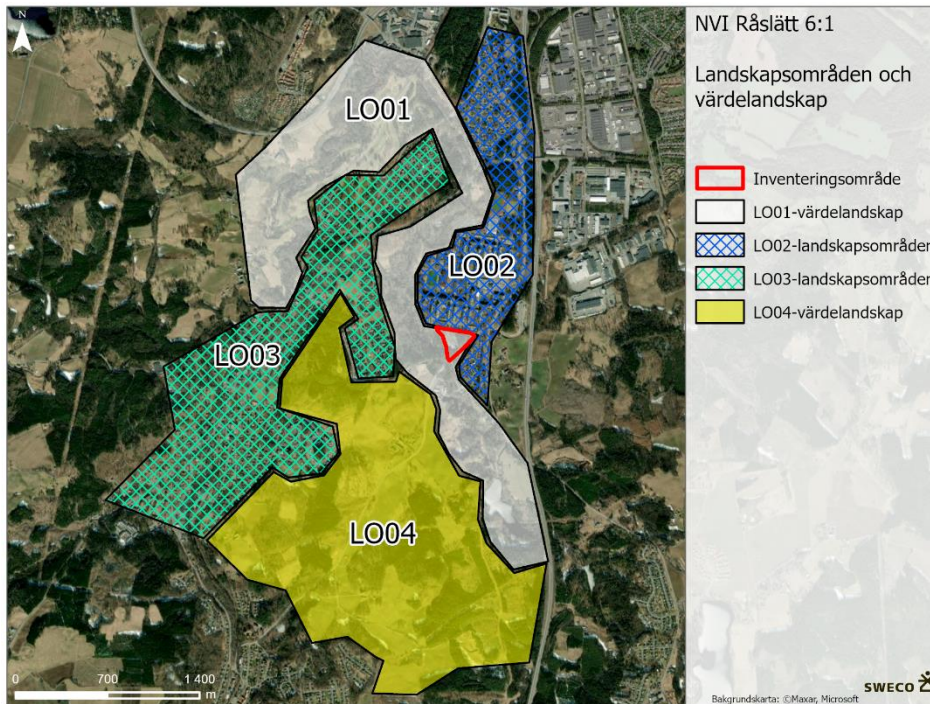 NVI Råslätt 6:1
Landskapsområden och
värdelandskap
Inventeringsområde
LO01-värdelandskap
LO02-landskapsområden
LO03-landskapsområden
LO04-värdelandskap
N
LO01
LO02
LO03
LO04
0 700 1 400
m
Bakgrundskarta: ©Maxar, Microsoft
SWECO